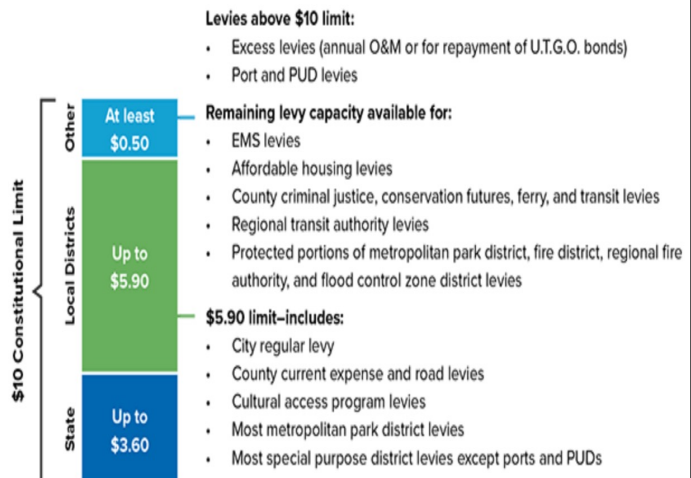 Levies above $10 limit:
• Excess levies (annual O&M or for repayment of U.T.G.O. bonds)
• Port and PUD levies
$10 Constitutional Limit
Other
At least
$0.50
Remaining levy capacity available for:
• EMS levies
• Affordable housing levies
• County criminal justice, conservation futures, ferry, and transit levies
• Regional transit authority levies
• Protected portions of metropolitan park district, fire district, regional fire
authority, and flood control zone district levies
Local Districts
Up to
$5.90
$5.90 limit–includes:
• City regular levy
• County current expense and road levies
• Cultural access program levies
• Most metropolitan park district levies
• Most special purpose district levies except ports and PUDs
State
Up to
$3.60